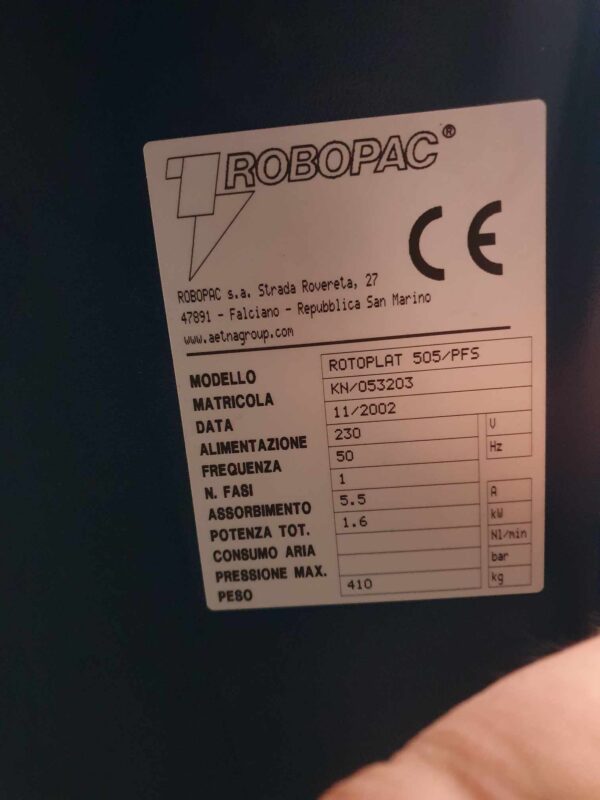 ROBOPAC®
CE
ROBOPAC s.a. Strada Rovereta, 27
47891 - Falciano - Repubblica San Marino
www.aetnagroup.com
MODELLO ROTOPLAT 505/PFS
MATRICOLA KN/053203
DATA 11/2002
ALIMENTAZIONE 230 V
FREQUENZA 50 Hz
N. FASI 1
ASSORBIMENTO 5.5 A
POTENZA TOT. 1.6 kW
CONSUMO ARIA Nl/min
PRESSIONE MAX. bar
PESO 410 kg